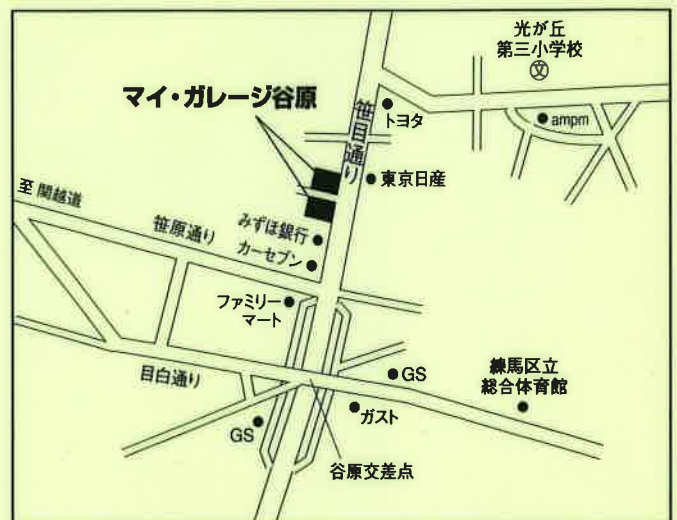 光が丘
第三小学校
文
マイ・ガレージ谷原
笹目通り
トヨタ
ampm
東京日産
至 関越道
笹原通り
みずほ銀行
カーセブン
ファミリー
マート
目白通り
GS
練馬区立
総合体育館
ガスト
GS
谷原交差点